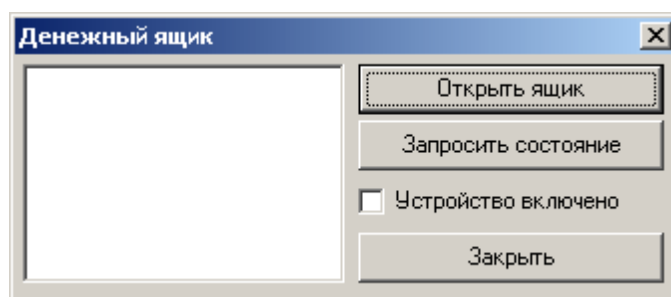 Денежный ящик
Открыть ящик
Запросить состояние
Устройство включено
Закрыть